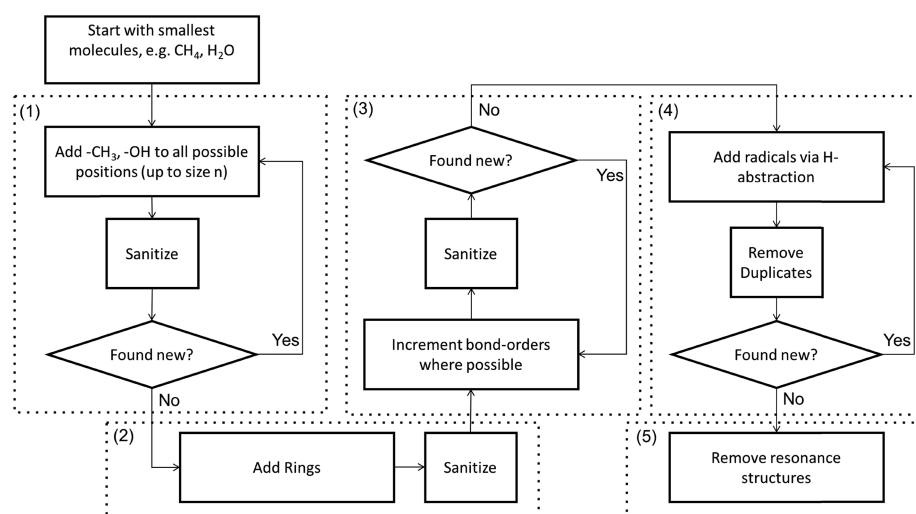 Start with smallest
molecules, e.g. CH₄, H₂O
(1)
Add -CH₃, -OH to all possible
positions (up to size n)
Sanitize
Found new?
Yes
No
(2)
Add Rings
Sanitize
(3)
No
Found new?
Yes
Sanitize
Increment bond-orders
where possible
(4)
Add radicals via H-
abstraction
Remove
Duplicates
Found new?
Yes
No
(5)
Remove resonance
structures